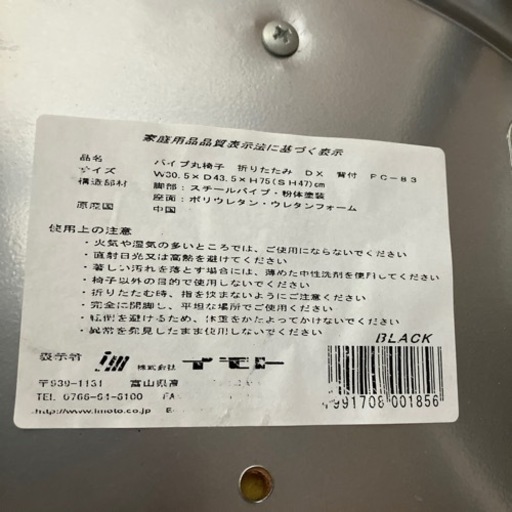 家庭用品品質表示法に基づく表示
品名 パイプ丸椅子 折りたたみ DX 背付 FC-83
サイズ W30.5×D43.5×H75(SH47)cm
構造部材 脚部:スチールパイプ・粉体塗装
座面:ポリウレタン・ウレタンフォーム
原産国 中国
使用上の注意
・火気や湿気の多いところでは、ご使用にならないでください
・直射日光又は高熱を避けてください
・著しい汚れを落とす場合には、薄めた中性洗剤を使用してください
・椅子以外の目的で使用しないでください
・折りたたむ時、指を挟まないようにご注意ください
・完全に開脚し、平坦な場所でご使用ください
・転倒を避けるため、体重をかたよってかけないでください
・異常を発見したまま使用しないでください
BLACK
表示者 im 株式会社 イモト
〒939-1131 富山県高
TEL 0766-64-6100 FA
http://www.imoto.co.jp
4991708 001856